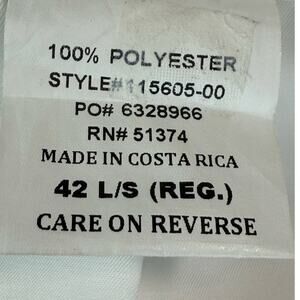 100% POLYESTER
STYLE#115605-00
PO# 6328966
RN# 51374
MADE IN COSTA RICA
42 L/S (REG.)
CARE ON REVERSE